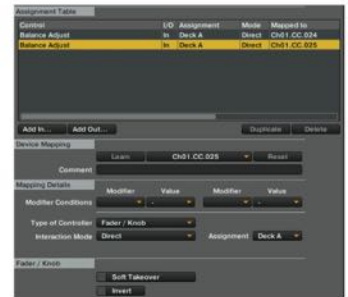 Assignment Table
Control I/O Assignment Mode Mapped to
Balance Adjust In Deck A Direct Ch01.CC.024
Balance Adjust In Deck A Direct Ch01.CC.025
Add In... Add Out... Duplicate Delete
Device Mapping
Learn Ch01.CC.025 Reset
Comment
Mapping Details
Modifier Value Modifier Value
Modifier Conditions - -
Type of Controller Fader / Knob
Interaction Mode Direct Assignment Deck A
Fader / Knob
Soft Takeover
Invert